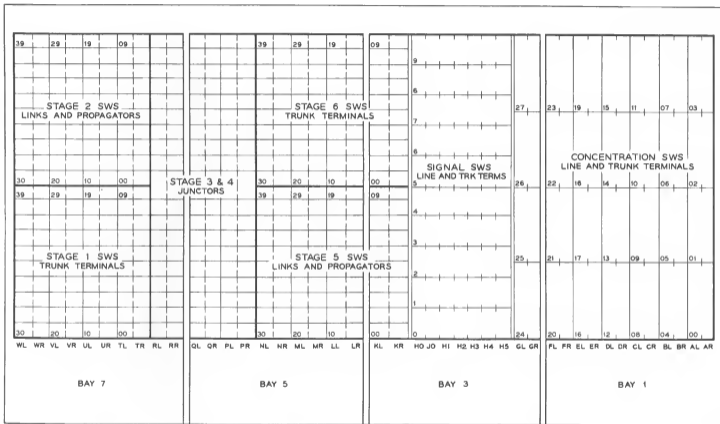 39 29 19 09 39 29 19 09
9
STAGE 2 SWS
LINKS AND PROPAGATORS
STAGE 6 SWS
TRUNK TERMINALS
8
27 23 19 15 11 07 03
7
6
STAGE 3 & 4
JUNCTORS
SIGNAL SWS
LINE AND TRK TERMS
CONCENTRATION SWS
LINE AND TRUNK TERMINALS
30 20 10 00 30 20 10 00 5 26 22 18 14 10 06 02
39 29 19 09 39 29 19 09
4
STAGE 1 SWS
TRUNK TERMINALS
STAGE 5 SWS
LINKS AND PROPAGATORS
3
25 21 17 13 09 05 01
2
1
30 20 10 00 30 20 10 00 0 24 20 16 12 08 04 00
WL WR VL VR UL UR TL TR RL RR QL QR PL PR NL NR ML MR LL LR KL KR H0 J0 H1 H2 H3 H4 H5 GL GR FL FR EL ER DL DR CL CR BL BR AL AR
BAY 7 BAY 5 BAY 3 BAY 1